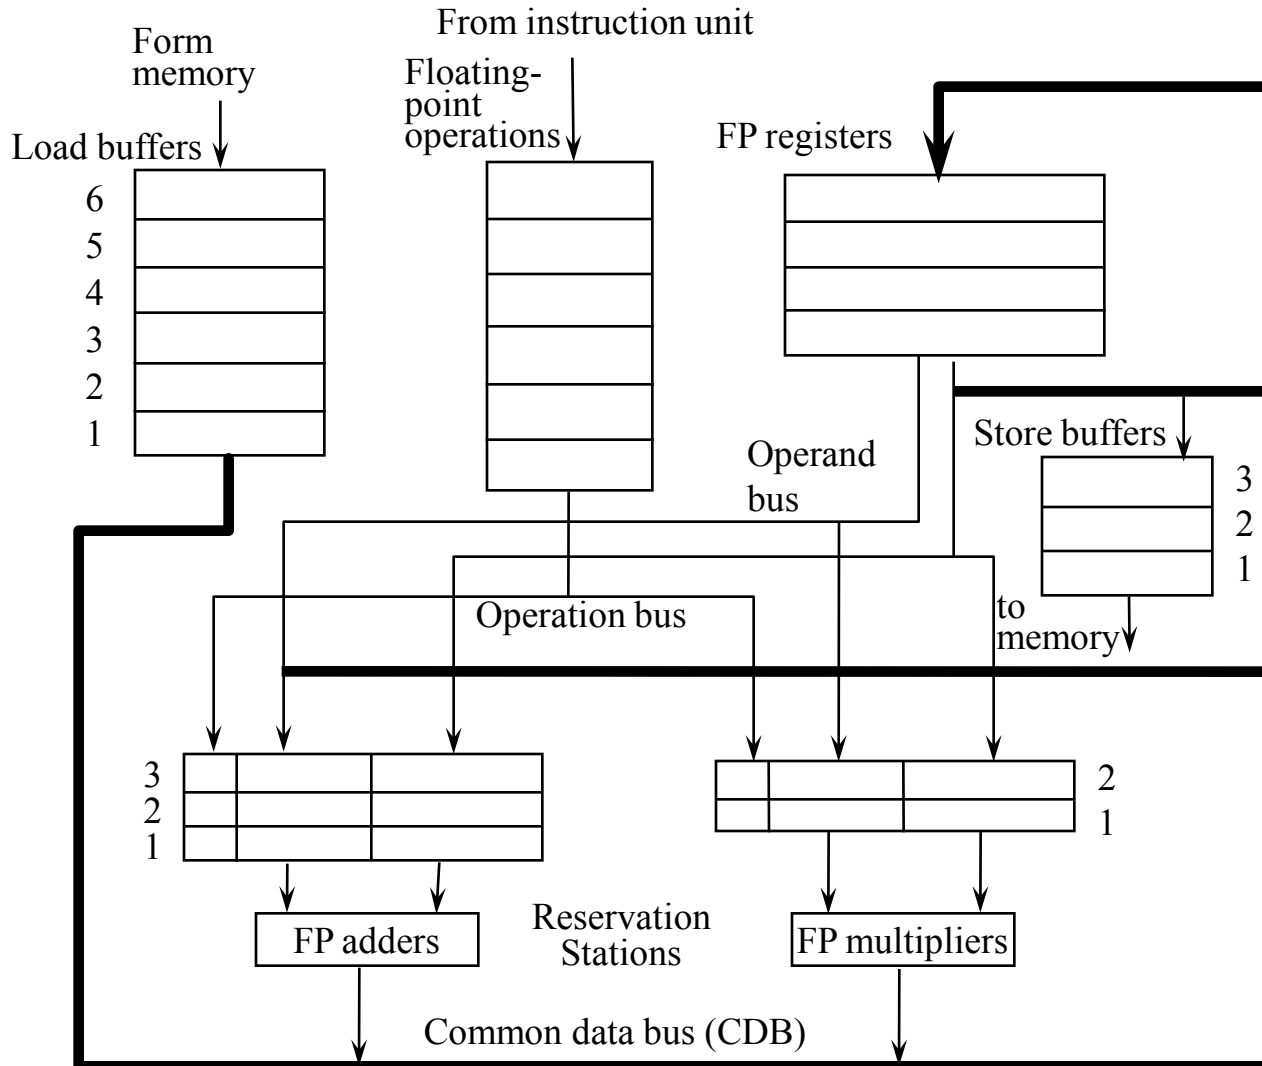 From instruction unit
Form
memory
Floating-
point
operations
FP registers
Load buffers
6
5
4
3
2
1
Operand
bus
Store buffers
3
2
1
Operation bus
to
memory
3
2
1
2
1
Reservation
Stations
FP adders
FP multipliers
Common data bus (CDB)